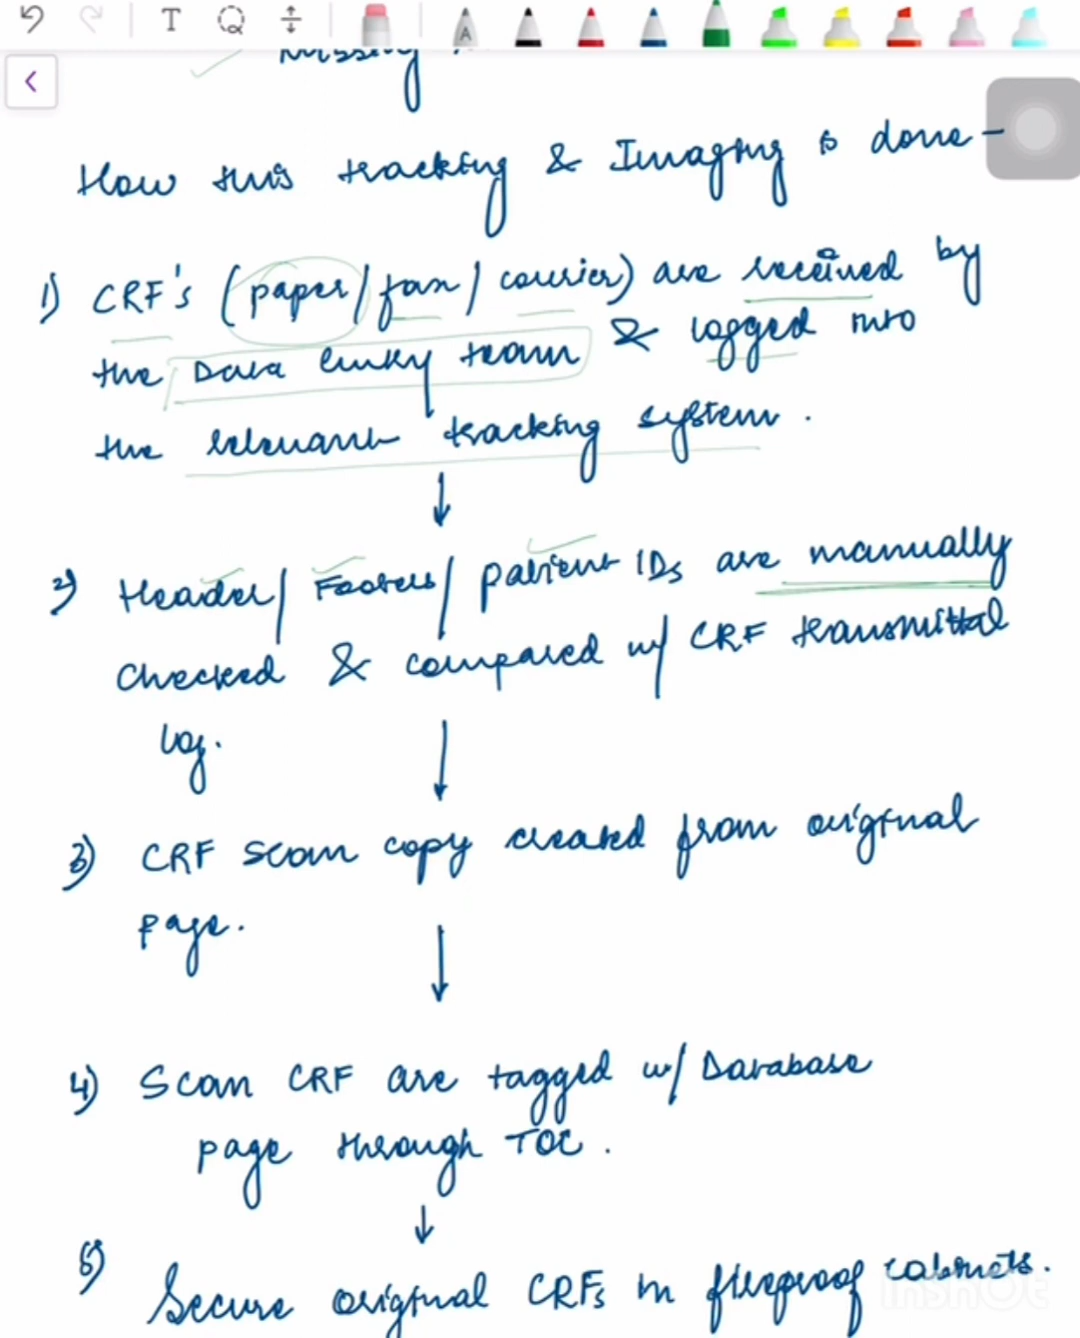 Missing
How this tracking & Imaging is done -
1) CRF's (paper/fax/courier) are received by
the Data Entry team & logged into
the relevant tracking system.
2) Header/ Footers/ patient IDs are manually
checked & compared w/ CRF transmittal
log.
3) CRF scan copy created from original
page.
4) Scan CRF are tagged w/ Database
page through TOC.
5)
Secure original CRFs in fireproof cabinets.
InShOt